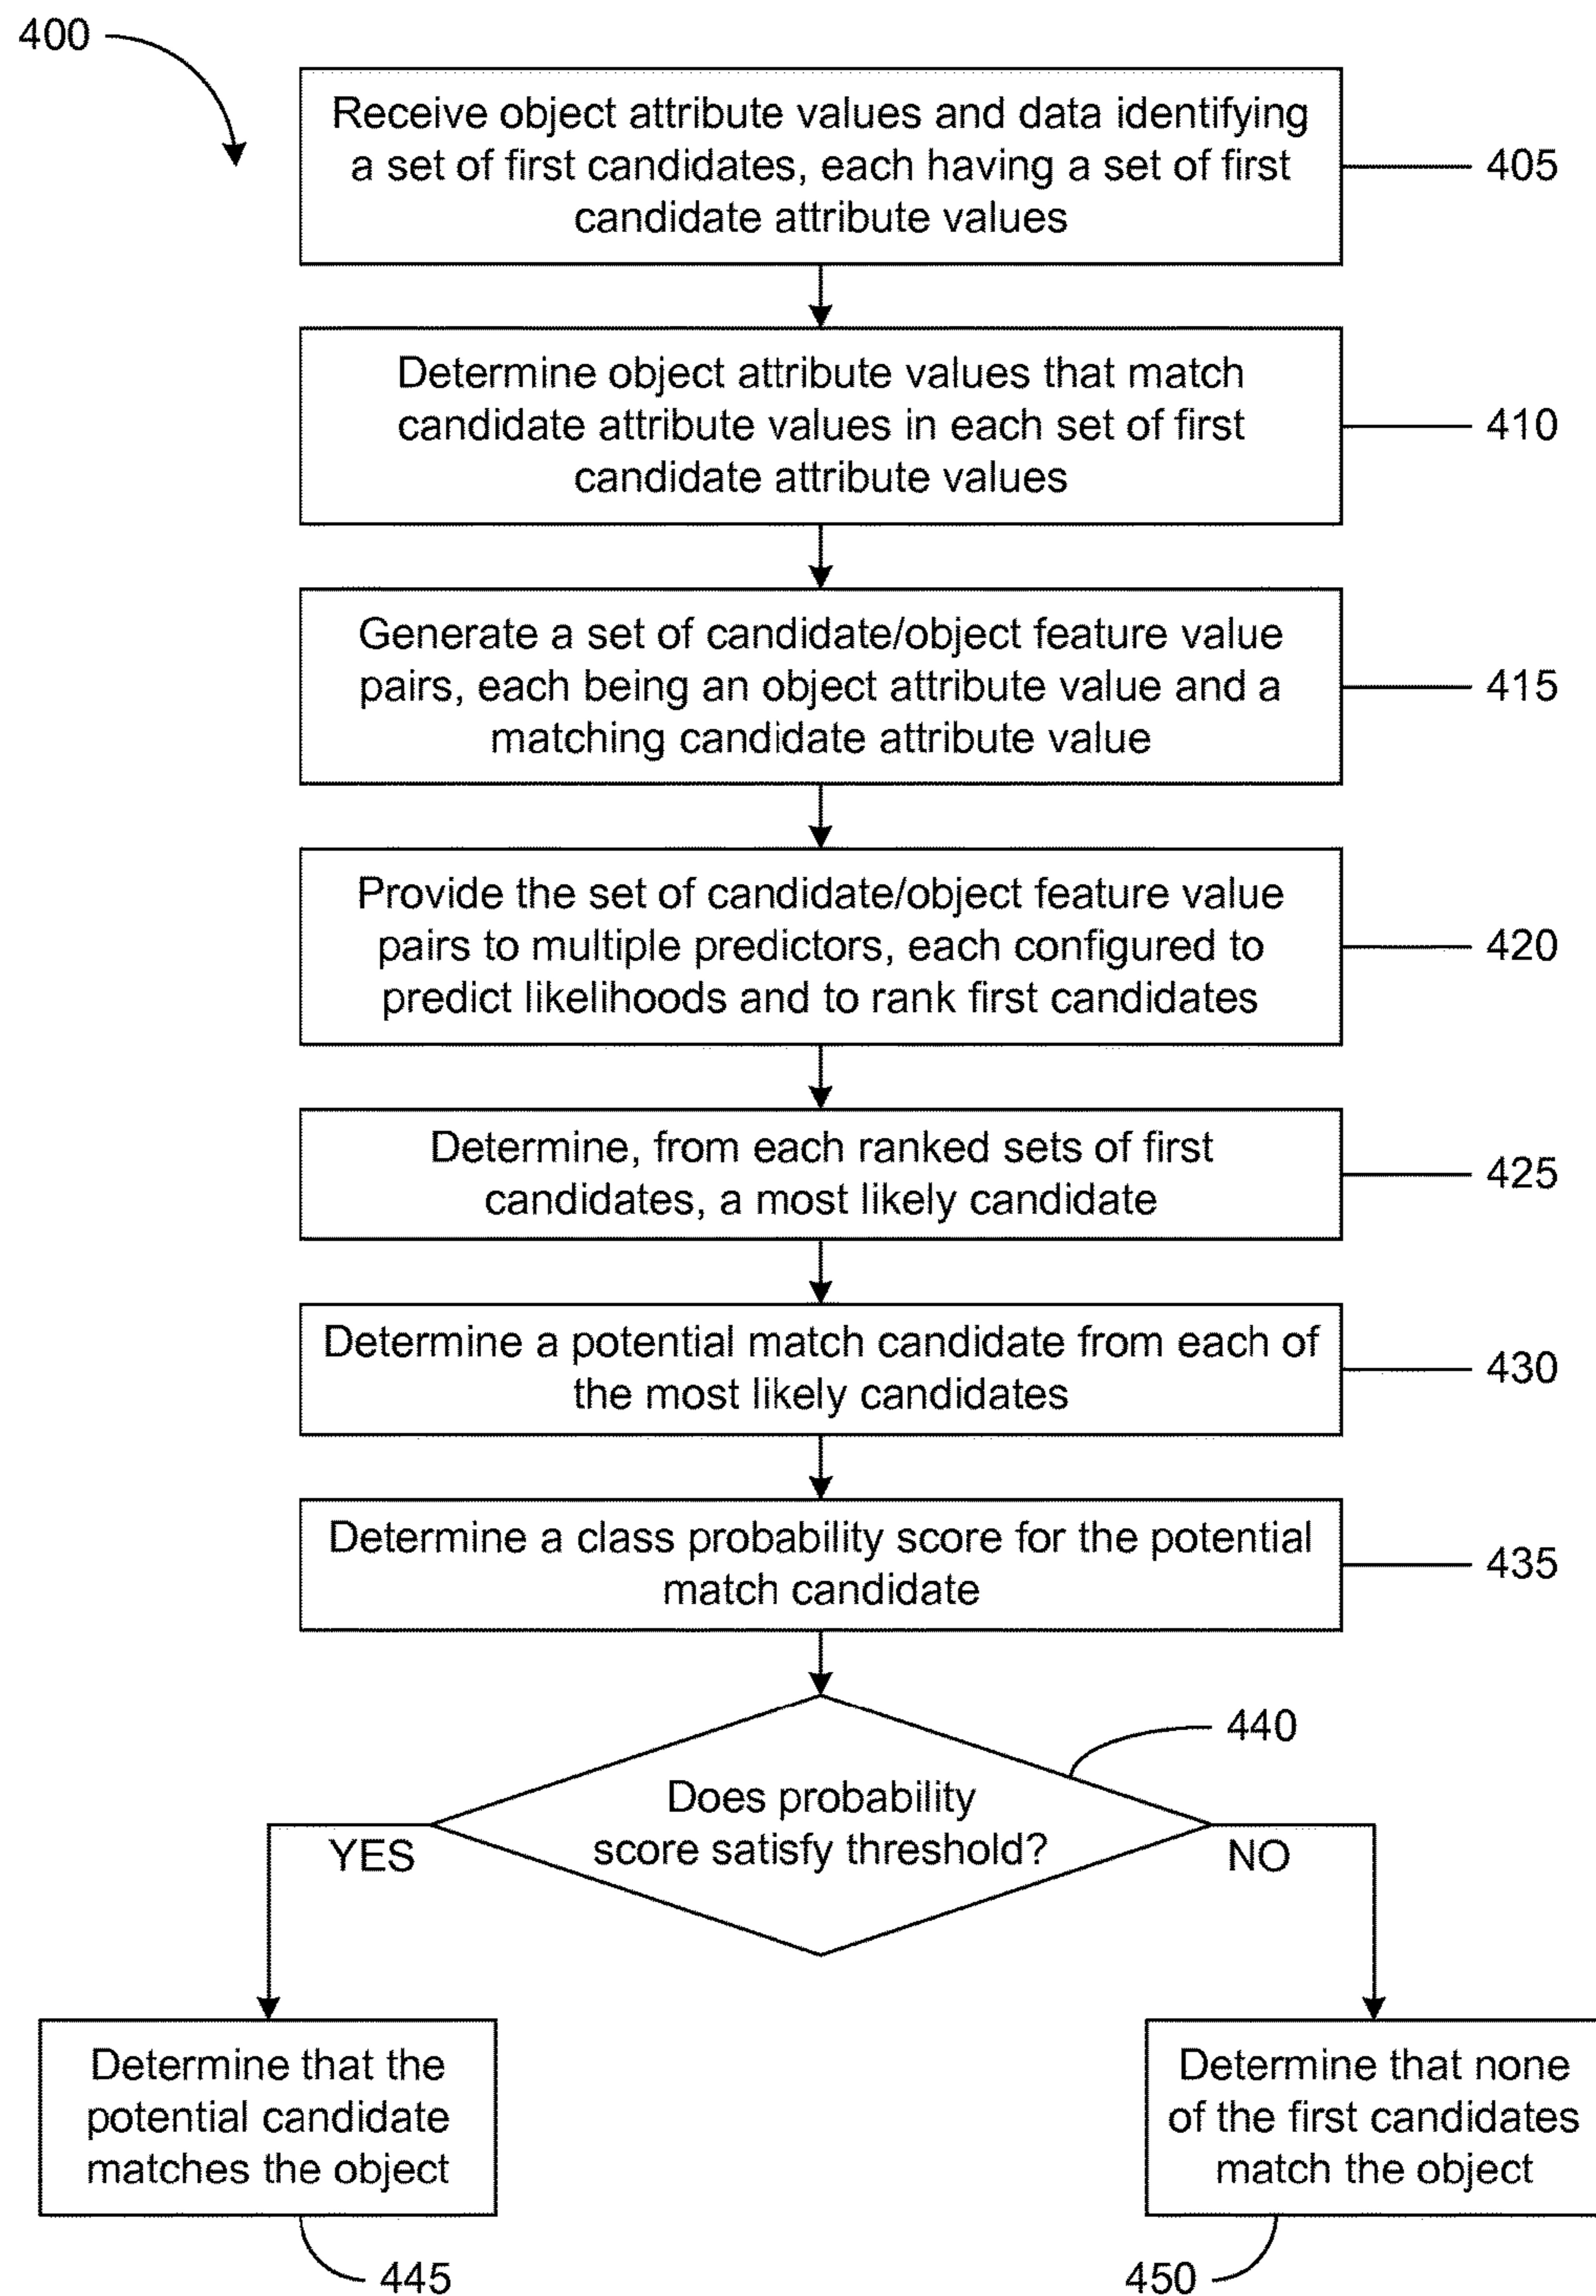 400
Receive object attribute values and data identifying
a set of first candidates, each having a set of first
candidate attribute values
405
Determine object attribute values that match
candidate attribute values in each set of first
candidate attribute values
410
Generate a set of candidate/object feature value
pairs, each being an object attribute value and a
matching candidate attribute value
415
Provide the set of candidate/object feature value
pairs to multiple predictors, each configured to
predict likelihoods and to rank first candidates
420
Determine, from each ranked sets of first
candidates, a most likely candidate
425
Determine a potential match candidate from each of
the most likely candidates
430
Determine a class probability score for the potential
match candidate
435
440
Does probability
score satisfy threshold?
YES
NO
Determine that the
potential candidate
matches the object
445
Determine that none
of the first candidates
match the object
450